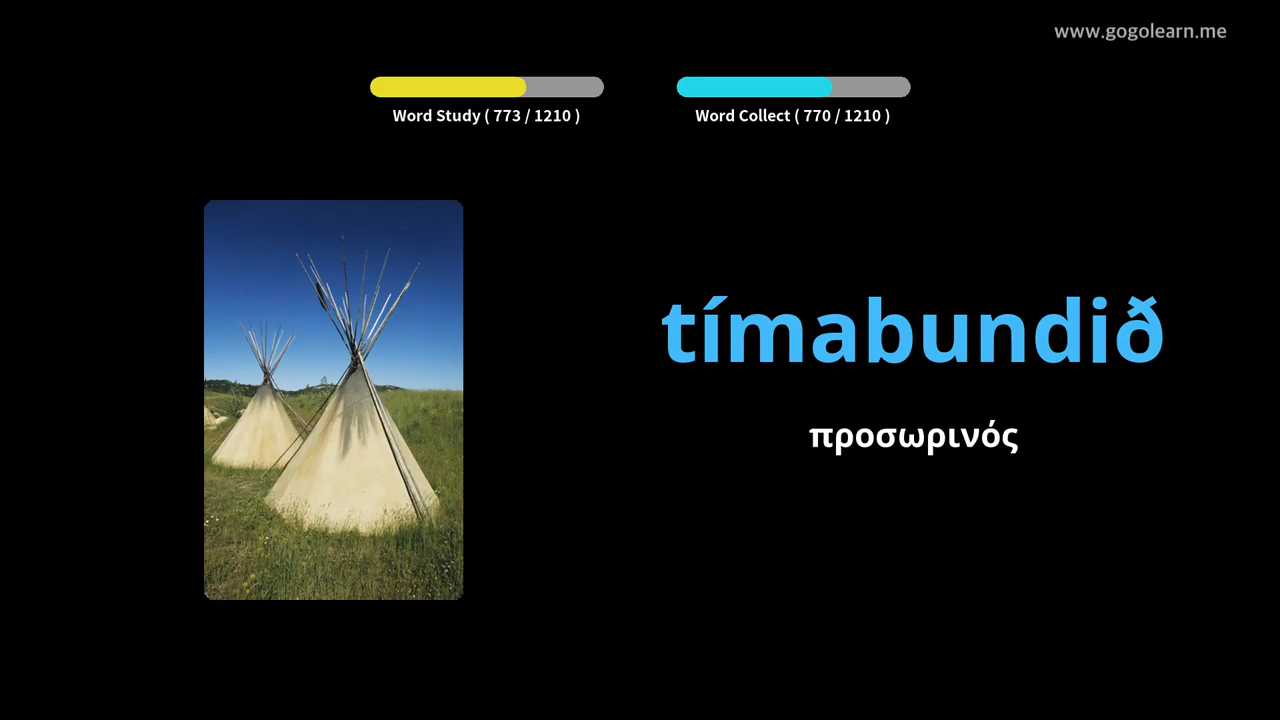 www.gogolearn.me
Word Study ( 773 / 1210 )
Word Collect ( 770 / 1210 )
tímabundið
προσωρινός